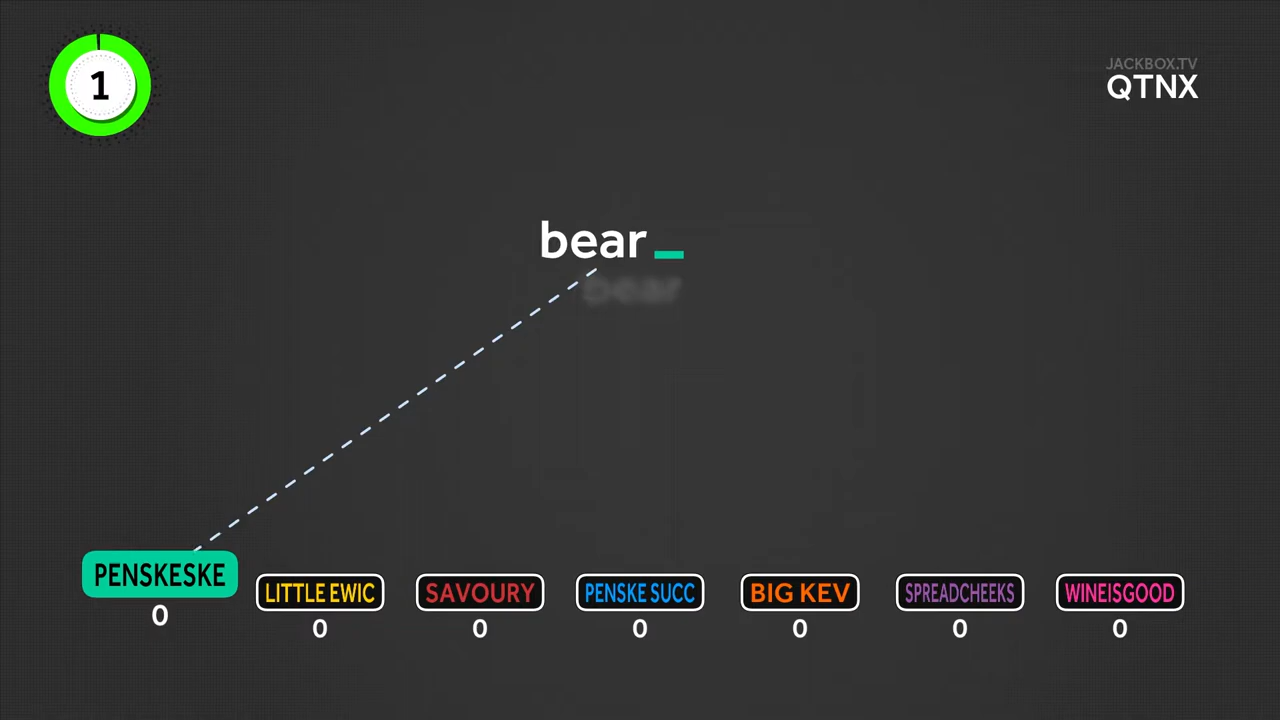 1
JACKBOX.TV
QTNX
bear _
bear
PENSKESKE
LITTLE EWIC
SAVOURY
PENSKE SUCC
BIG KEV
SPREADCHEEKS
WINEISGOOD
0
0
0
0
0
0
0